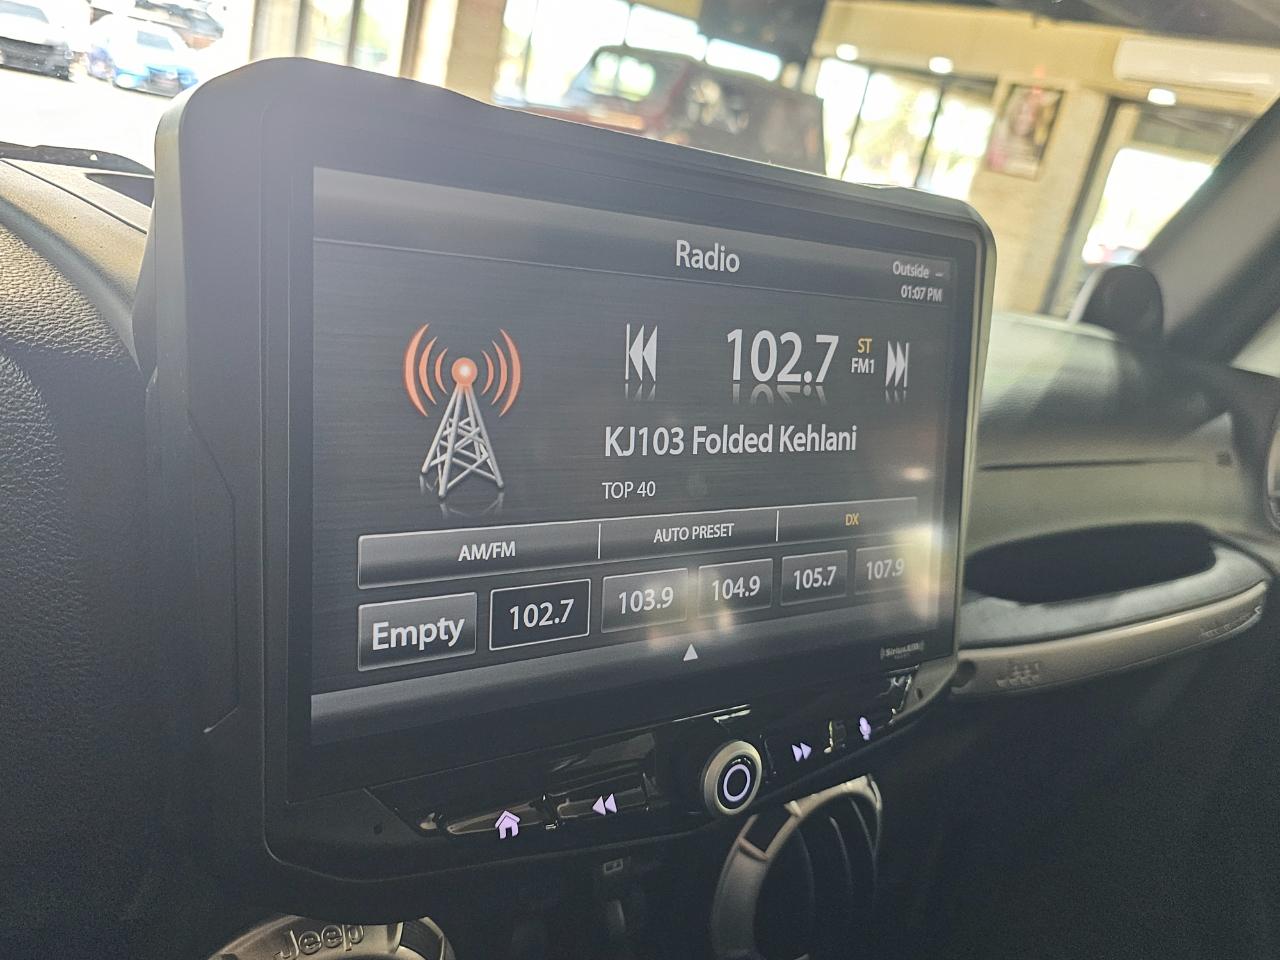 Radio
Outside --
01:07 PM
102.7
ST
FM1
KJ103 Folded Kehlani
TOP 40
AM/FM
AUTO PRESET
DX
Empty
102.7
103.9
104.9
105.7
107.9
SiriusXM
Jeep